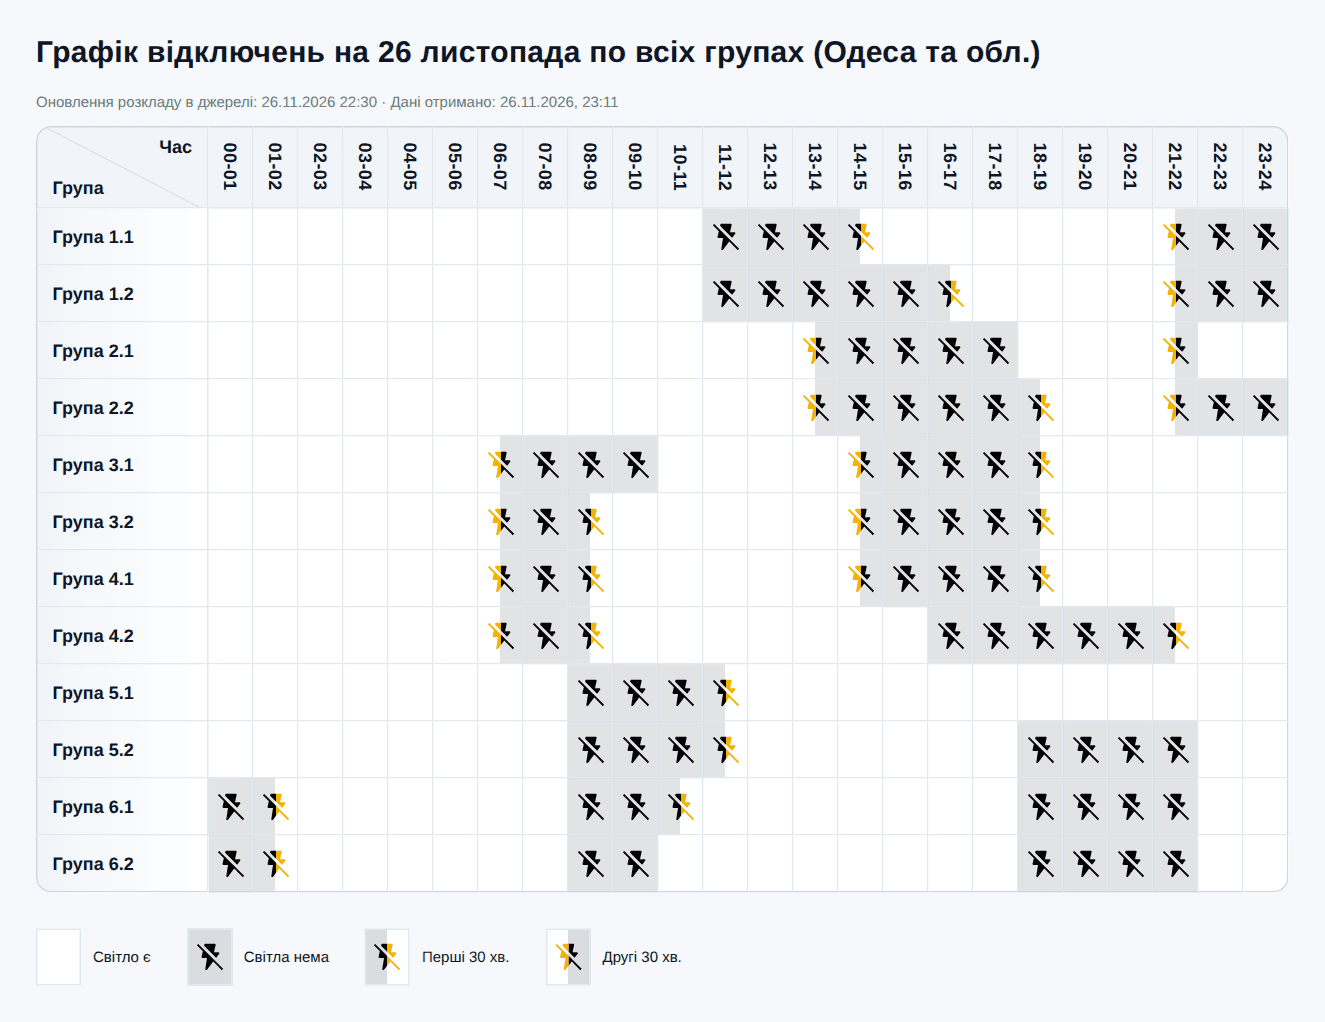 Графік відключень на 26 листопада по всіх групах (Одеса та обл.)
Оновлення розкладу в джерелі: 26.11.2026 22:30 · Дані отримано: 26.11.2026, 23:11
Час
Група
00-01 01-02 02-03 03-04 04-05 05-06 06-07 07-08 08-09 09-10 10-11 11-12 12-13 13-14 14-15 15-16 16-17 17-18 18-19 19-20 20-21 21-22 22-23 23-24
Група 1.1
Група 1.2
Група 2.1
Група 2.2
Група 3.1
Група 3.2
Група 4.1
Група 4.2
Група 5.1
Група 5.2
Група 6.1
Група 6.2
Світло є
Світла нема
Перші 30 хв.
Другі 30 хв.